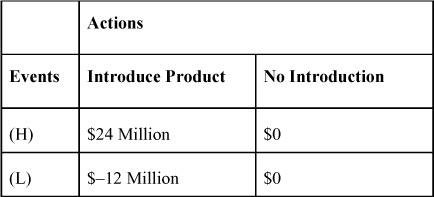 Actions
Events Introduce Product No Introduction
(H) $24 Million $0
(L) $–12 Million $0